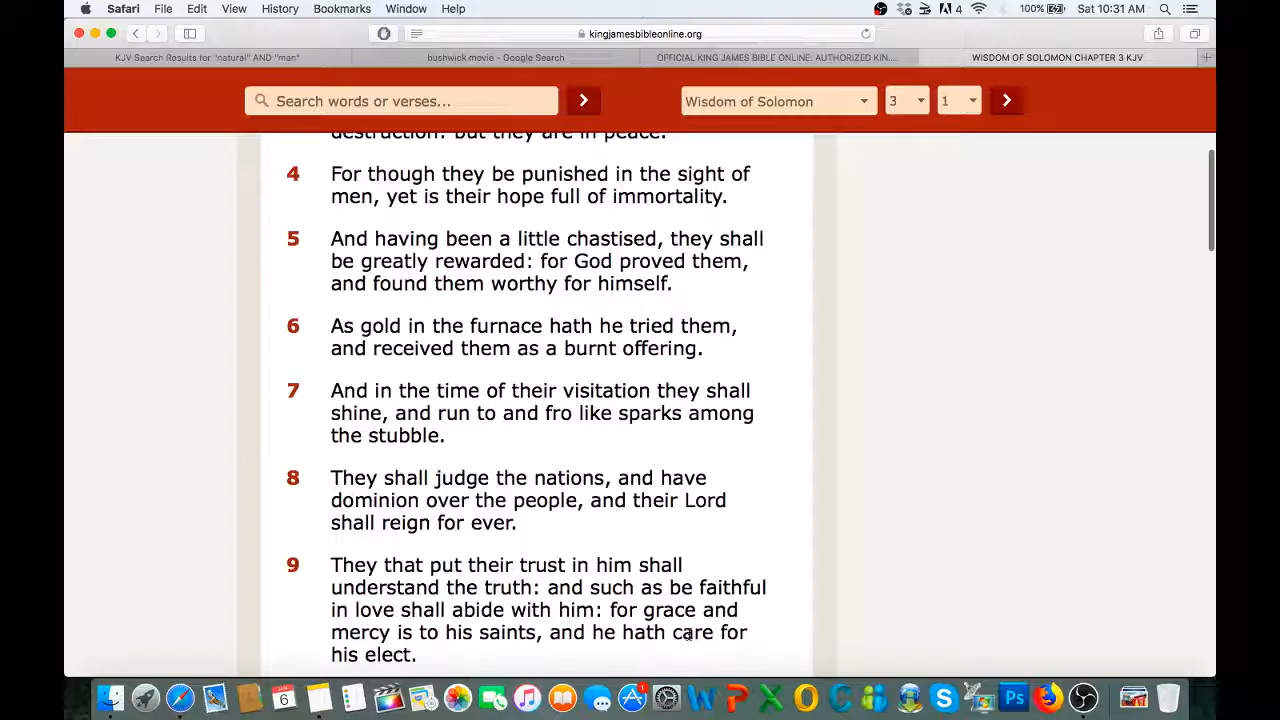 Safari File Edit View History Bookmarks Window Help
4 100% Sat 10:31 AM
kingjamesbibleonline.org
KJV Search Results for "natural" AND "man"
bushwick movie - Google Search
OFFICIAL KING JAMES BIBLE ONLINE: AUTHORIZED KIN...
WISDOM OF SOLOMON CHAPTER 3 KJV
Search words or verses...
Wisdom of Solomon 3 1
destruction: but they are in peace.
4 For though they be punished in the sight of
men, yet is their hope full of immortality.
5 And having been a little chastised, they shall
be greatly rewarded: for God proved them,
and found them worthy for himself.
6 As gold in the furnace hath he tried them,
and received them as a burnt offering.
7 And in the time of their visitation they shall
shine, and run to and fro like sparks among
the stubble.
8 They shall judge the nations, and have
dominion over the people, and their Lord
shall reign for ever.
9 They that put their trust in him shall
understand the truth: and such as be faithful
in love shall abide with him: for grace and
mercy is to his saints, and he hath care for
his elect.
6
Ps